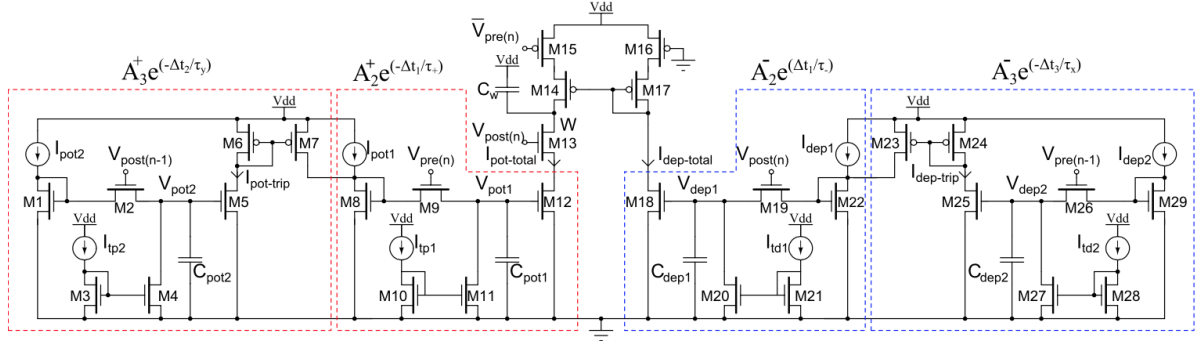 Vdd
V̅pre(n)
M15
M16
Vdd
Cw
M14
M17
W
Vpost(n)
M13
Ipot-total
Idep-total
A₃⁺e^(-Δt₂/τy)
A₂⁺e^(-Δt₁/τ₊)
A₂⁻e^(Δt₁/τ₋)
A₃⁻e^(-Δt₃/τx)
Vdd
Ipot2
Vpost(n-1)
M6
M7
M1
M2
Vpot2
Ipot-trip
M5
Vdd
Itp2
Cpot2
M3
M4
Ipot1
Vpre(n)
M8
M9
Vpot1
M12
Vdd
Itp1
Cpot1
M10
M11
Vpost(n)
Idep1
M18
Vdep1
M19
M22
Vdd
Itd1
Cdep1
M20
M21
Vdd
M23
M24
Vpre(n-1)
Idep2
Idep-trip
M25
Vdep2
M26
M29
Vdd
Itd2
Cdep2
M27
M28